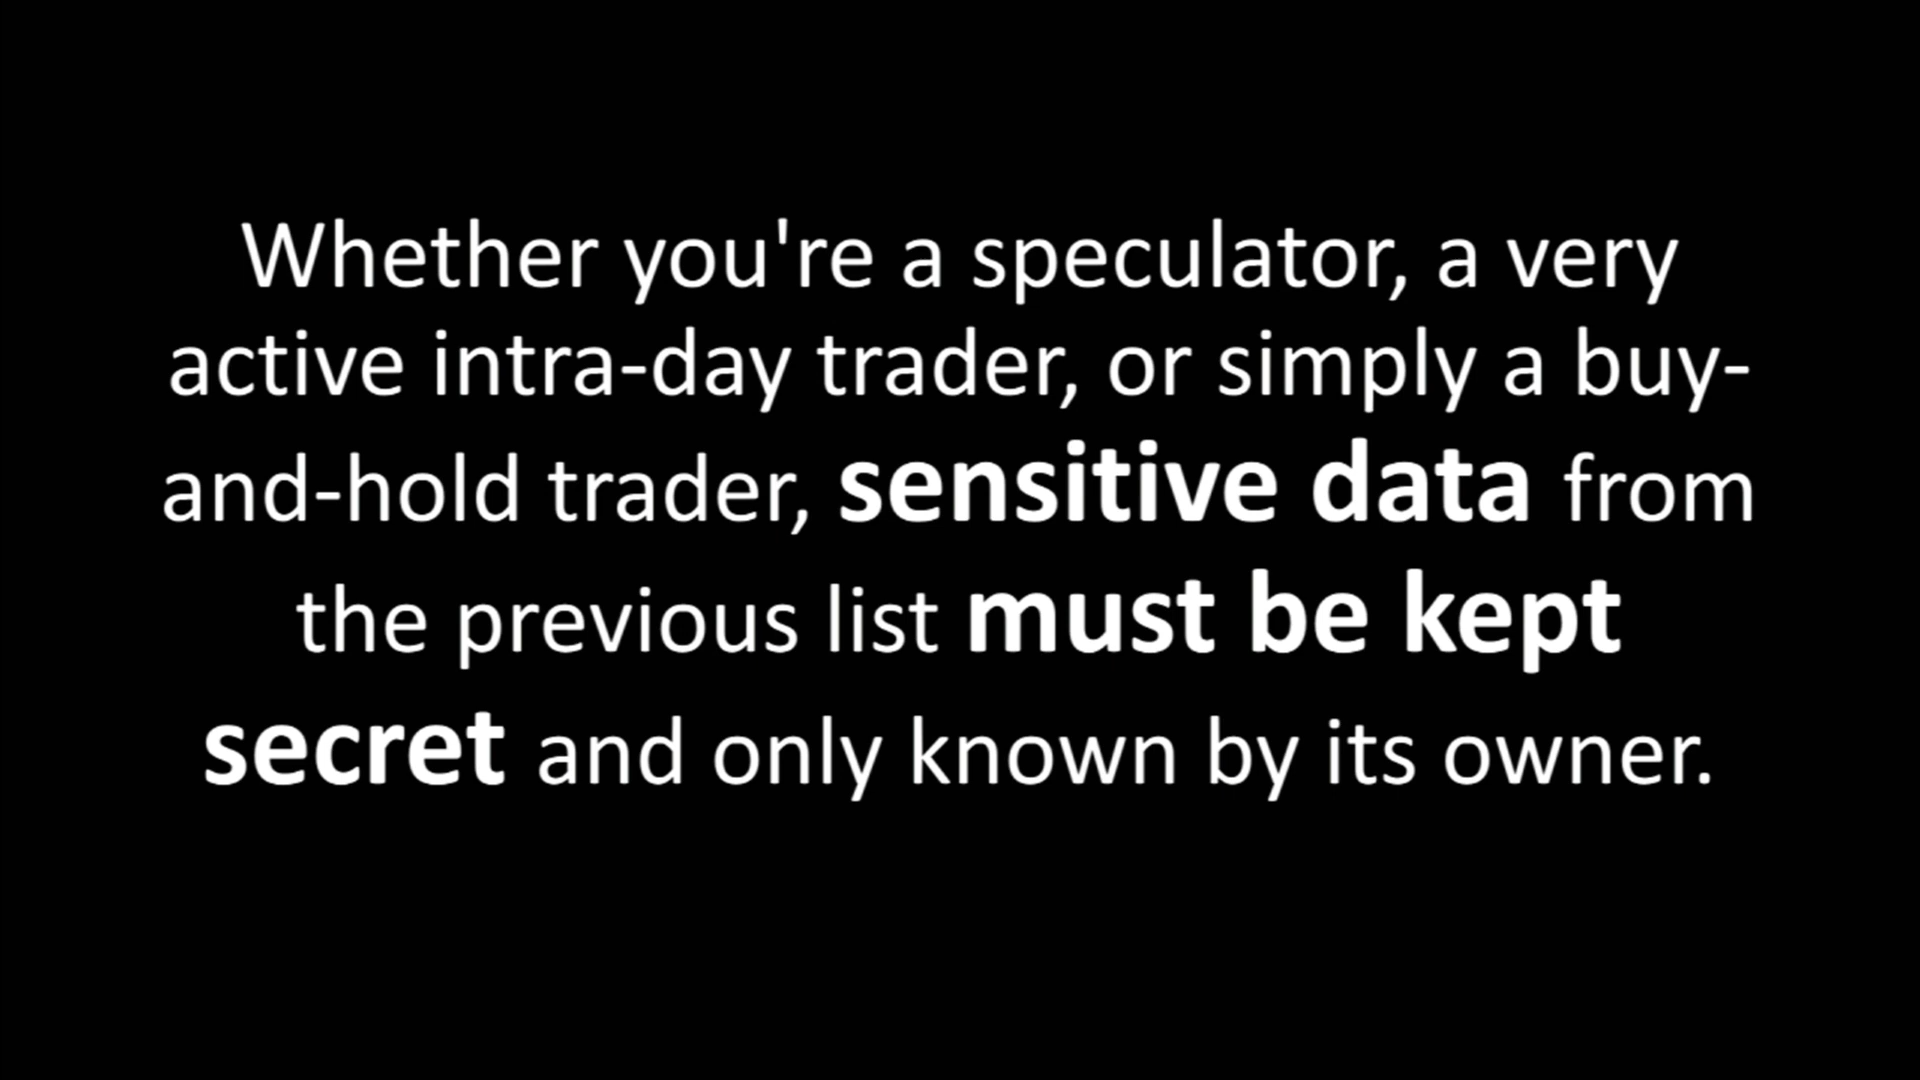 Whether you're a speculator, a very
active intra-day trader, or simply a buy-
and-hold trader, sensitive data from
the previous list must be kept
secret and only known by its owner.